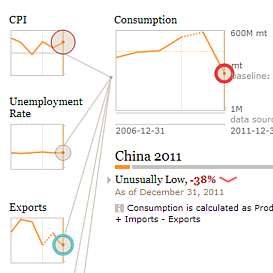 CPI
Consumption
600M mt
mt
baseline:
1M
data sourc
2006-12-31
2011-12-3
Unemployment
Rate
Exports
China 2011
Unusually Low, -38%
As of December 31, 2011
i Consumption is calculated as Prod
+ Imports - Exports